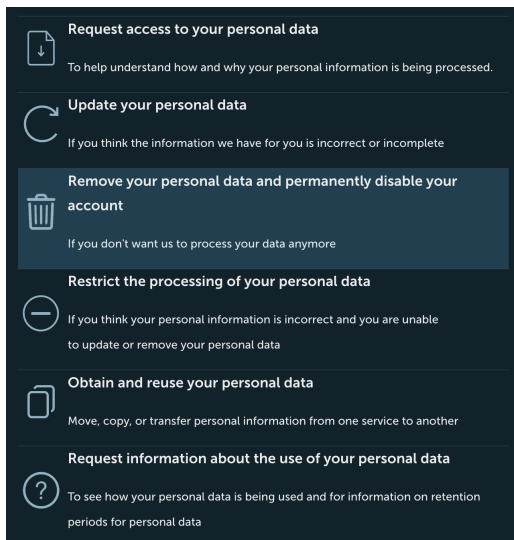 Request access to your personal data
To help understand how and why your personal information is being processed.
Update your personal data
If you think the information we have for you is incorrect or incomplete
Remove your personal data and permanently disable your
account
If you don't want us to process your data anymore
Restrict the processing of your personal data
If you think your personal information is incorrect and you are unable
to update or remove your personal data
Obtain and reuse your personal data
Move, copy, or transfer personal information from one service to another
Request information about the use of your personal data
To see how your personal data is being used and for information on retention
periods for personal data